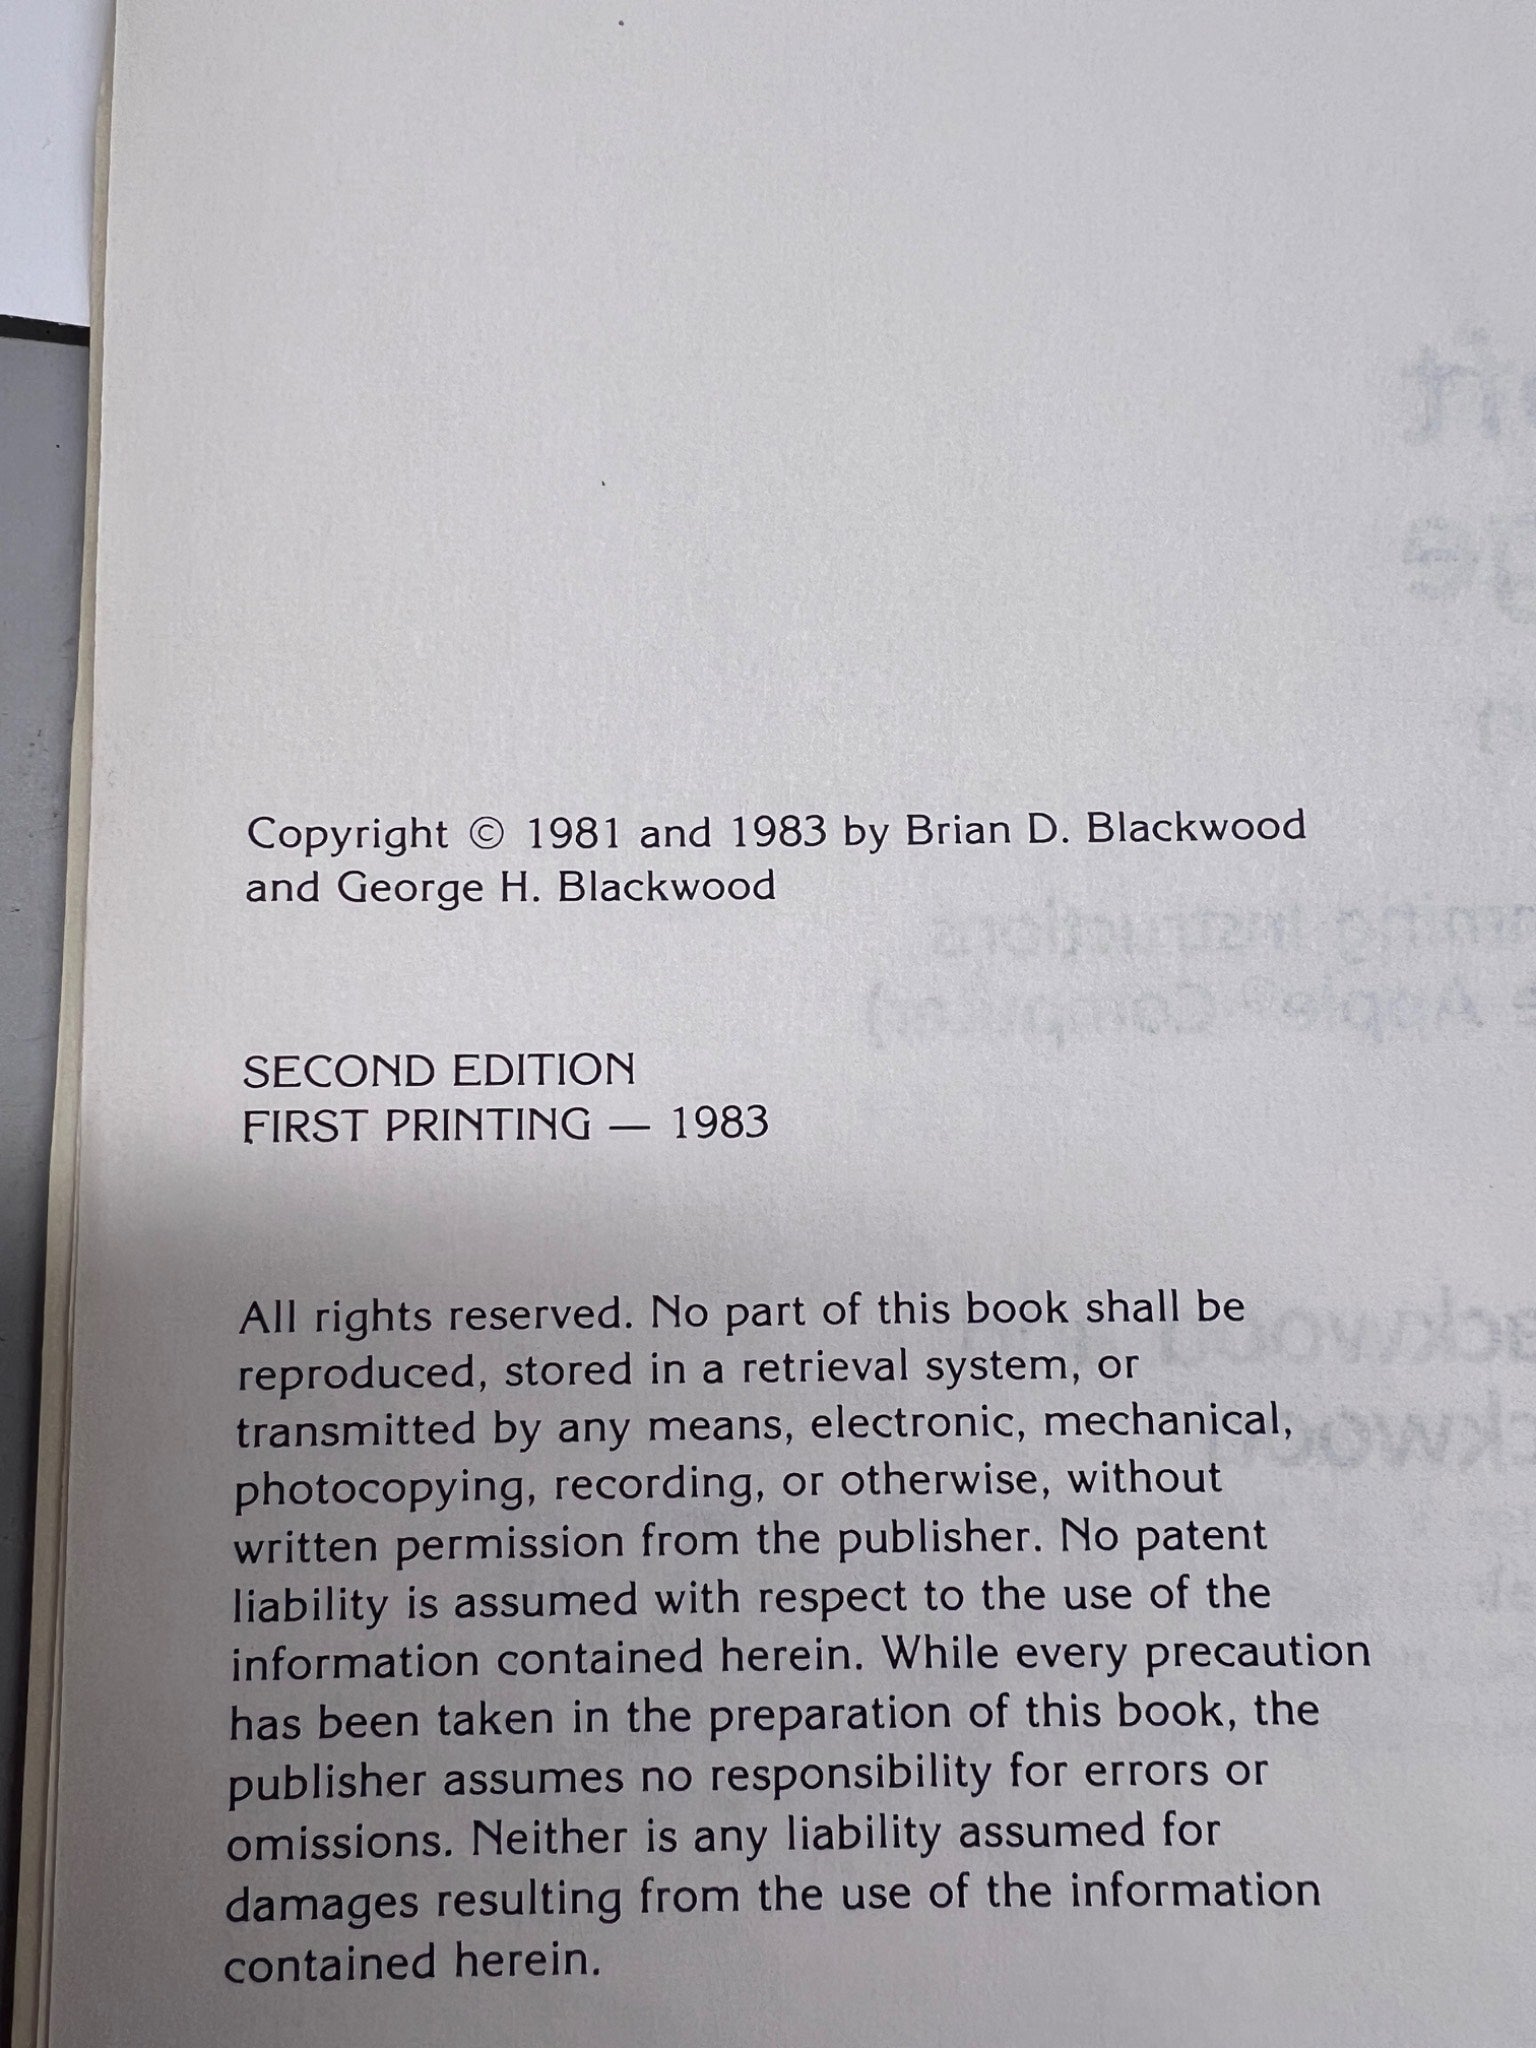 Copyright © 1981 and 1983 by Brian D. Blackwood
and George H. Blackwood
SECOND EDITION
FIRST PRINTING — 1983
All rights reserved. No part of this book shall be
reproduced, stored in a retrieval system, or
transmitted by any means, electronic, mechanical,
photocopying, recording, or otherwise, without
written permission from the publisher. No patent
liability is assumed with respect to the use of the
information contained herein. While every precaution
has been taken in the preparation of this book, the
publisher assumes no responsibility for errors or
omissions. Neither is any liability assumed for
damages resulting from the use of the information
contained herein.